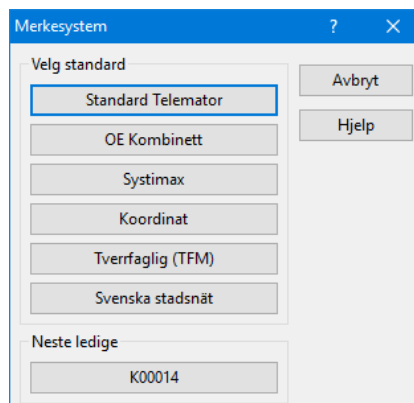 Merkesystem
Velg standard
Standard Telemator
OE Kombinett
Systimax
Koordinat
Tverrfaglig (TFM)
Svenska stadsnät
Neste ledige
K00014
Avbryt
Hjelp